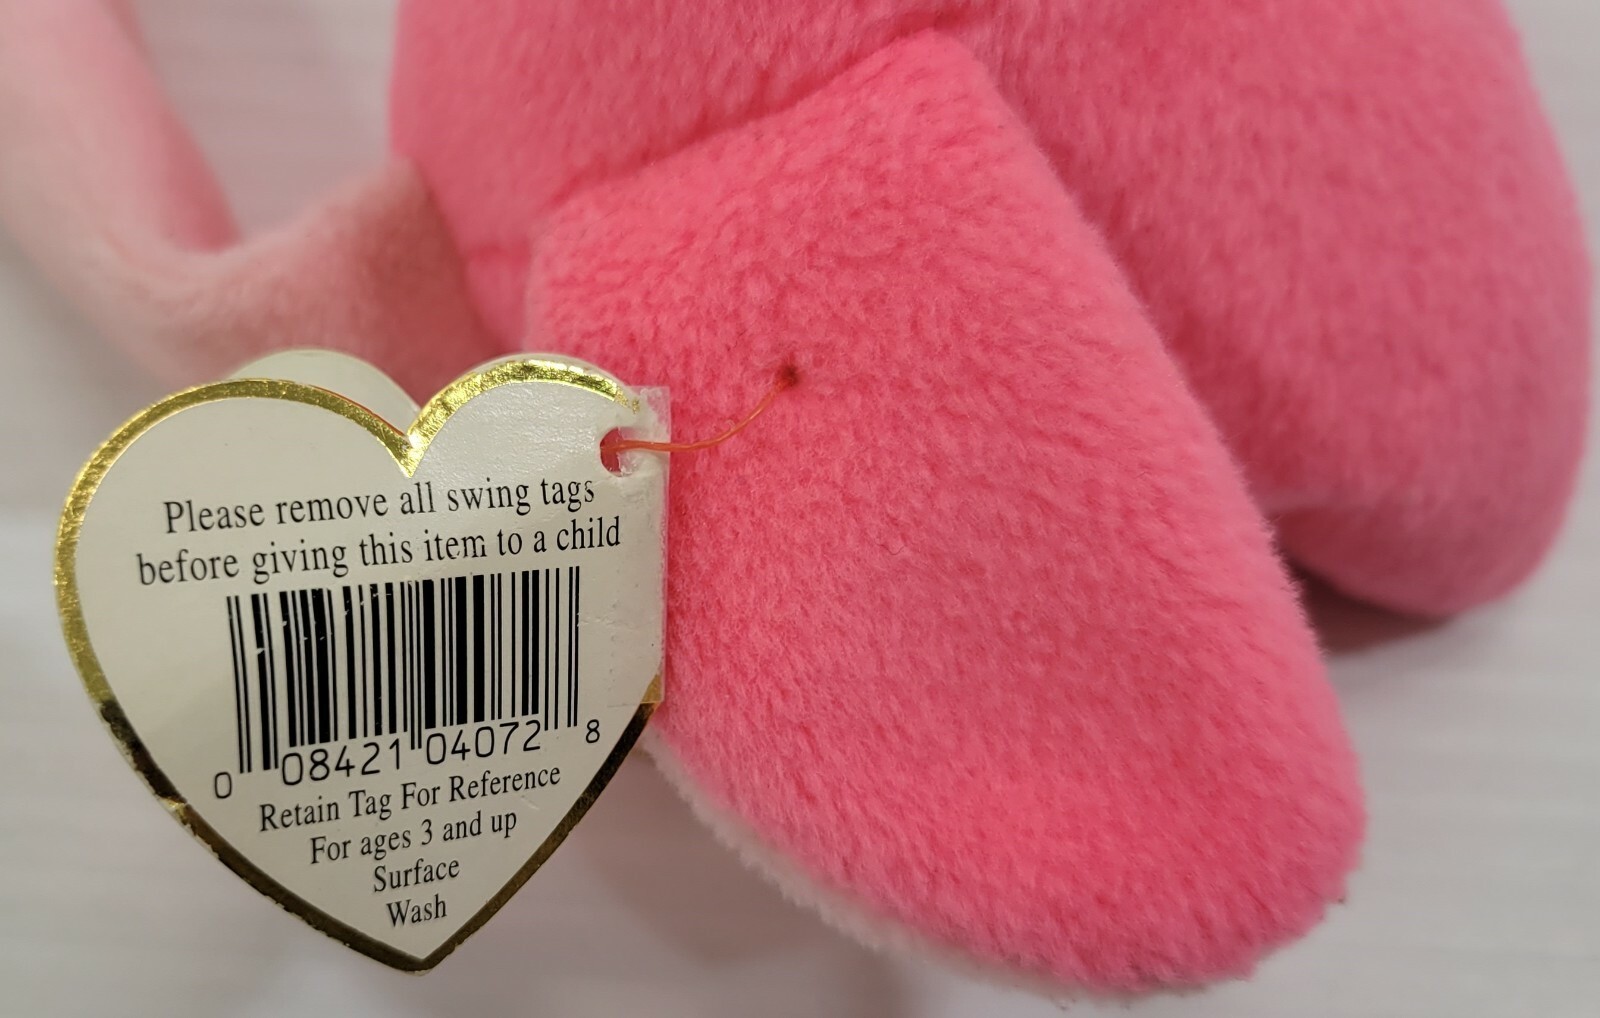 Please remove all swing tags
before giving this item to a child
0 08421 04072 8
Retain Tag For Reference
For ages 3 and up
Surface
Wash